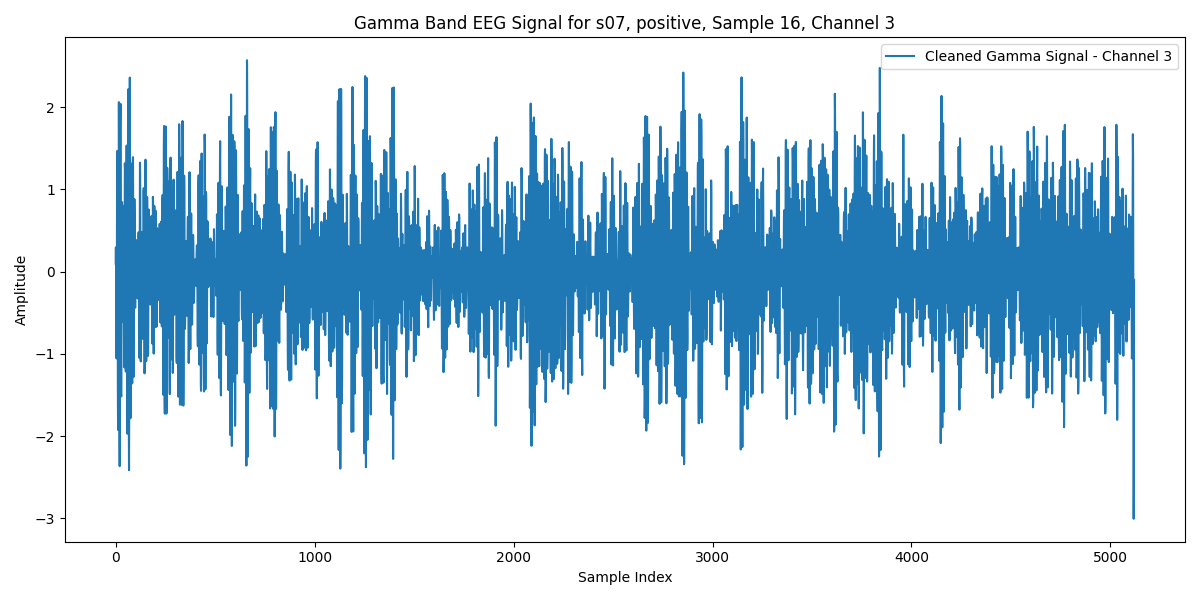 Gamma Band EEG Signal for s07, positive, Sample 16, Channel 3
Cleaned Gamma Signal - Channel 3
Amplitude
2
1
0
−1
−2
−3
0 1000 2000 3000 4000 5000
Sample Index